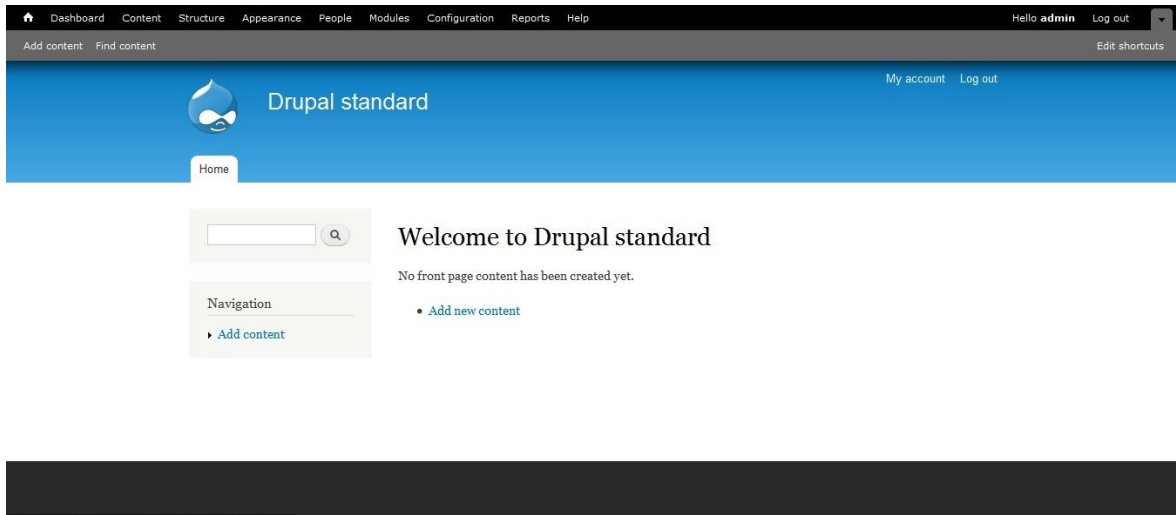 Dashboard Content Structure Appearance People Modules Configuration Reports Help Hello admin Log out
Add content Find content Edit shortcuts
My account Log out
Drupal standard
Home
Welcome to Drupal standard
No front page content has been created yet.
Add new content
Navigation
Add content